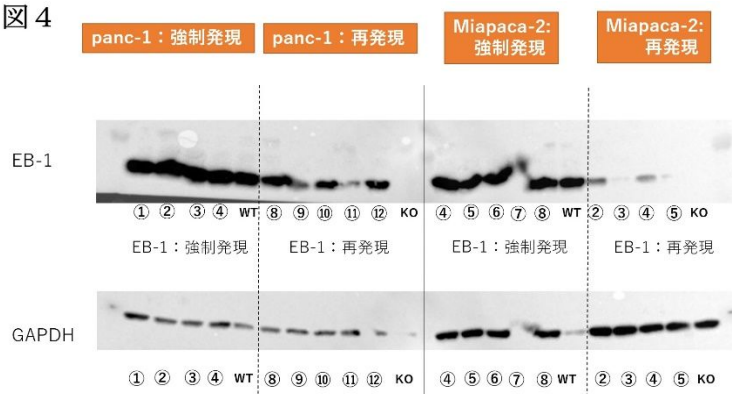 図 4
panc-1：強制発現
panc-1：再発現
Miapaca-2:
強制発現
Miapaca-2:
再発現
EB-1
① ② ③ ④ WT ⑧ ⑨ ⑩ ⑪ ⑫ KO ④ ⑤ ⑥ ⑦ ⑧ WT ② ③ ④ ⑤ KO
EB-1：強制発現 EB-1：再発現 EB-1：強制発現 EB-1：再発現
GAPDH
① ② ③ ④ WT ⑧ ⑨ ⑩ ⑪ ⑫ KO ④ ⑤ ⑥ ⑦ ⑧ WT ② ③ ④ ⑤ KO